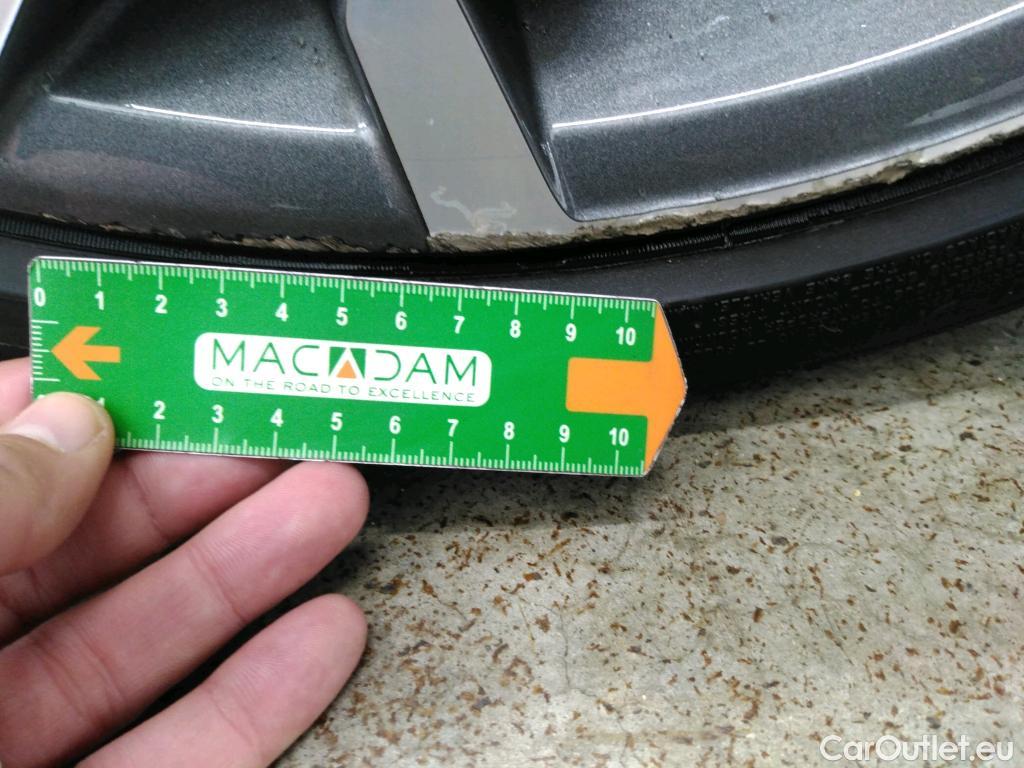 0 1 2 3 4 5 6 7 8 9 10
MACADAM
ON THE ROAD TO EXCELLENCE
1 2 3 4 5 6 7 8 9 10
CarOutlet.eu